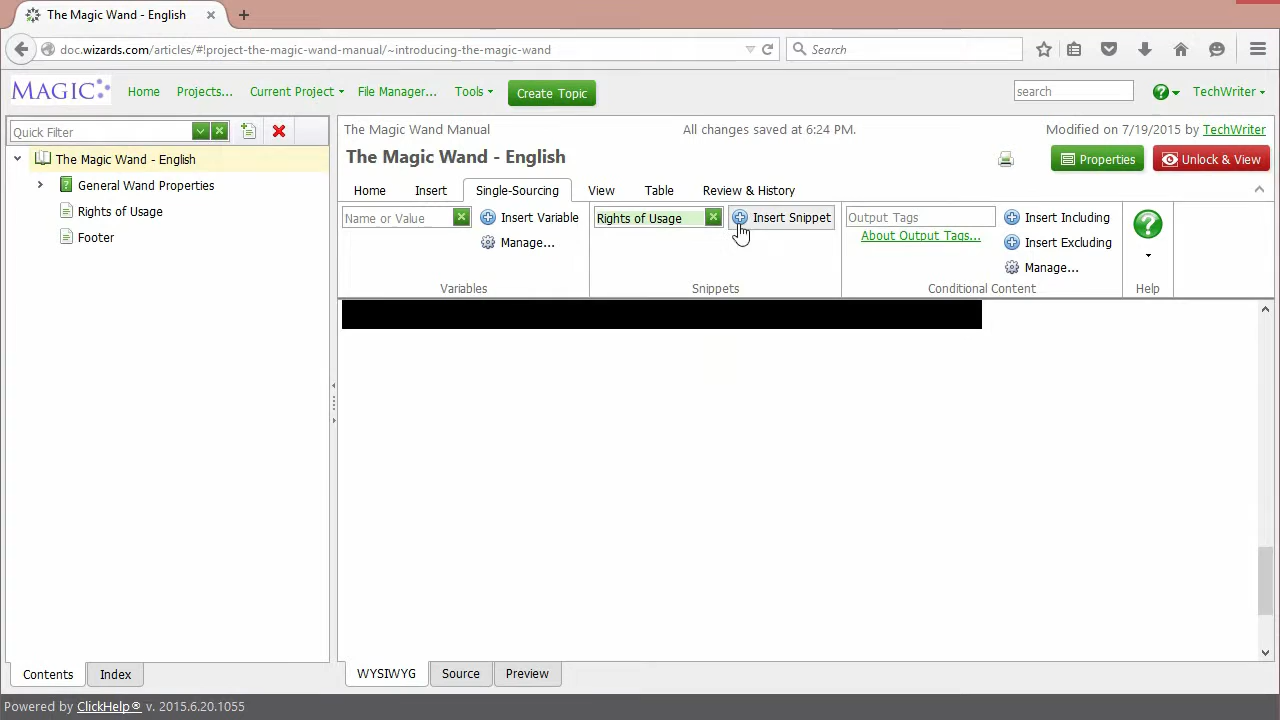 The Magic Wand - English
doc.wizards.com/articles/#!project-the-magic-wand-manual/~introducing-the-magic-wand
Search
MAGIC
Home Projects... Current Project File Manager... Tools Create Topic
search
TechWriter
Quick Filter
The Magic Wand - English
General Wand Properties
Rights of Usage
Footer
The Magic Wand Manual
All changes saved at 6:24 PM.
Modified on 7/19/2015 by TechWriter
The Magic Wand - English
Properties
Unlock & View
Home Insert Single-Sourcing View Table Review & History
Name or Value
Insert Variable
Manage...
Variables
Rights of Usage
Insert Snippet
Snippets
Output Tags
About Output Tags...
Insert Including
Insert Excluding
Manage...
Conditional Content
Help
Contents Index
WYSIWYG Source Preview
Powered by ClickHelp® v. 2015.6.20.1055